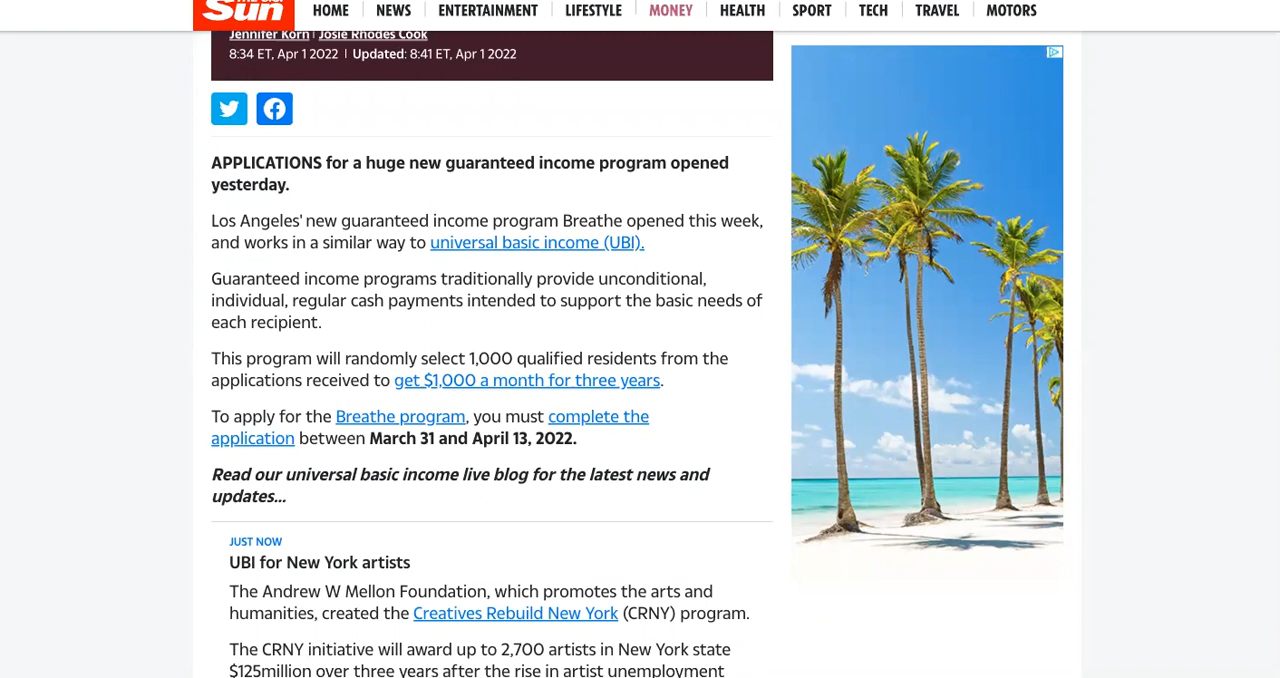 Sun
HOME NEWS ENTERTAINMENT LIFESTYLE MONEY HEALTH SPORT TECH TRAVEL MOTORS
Jennifer Korn | Josie Rhodes Cook
8:34 ET, Apr 1 2022 | Updated: 8:41 ET, Apr 1 2022
APPLICATIONS for a huge new guaranteed income program opened
yesterday.
Los Angeles' new guaranteed income program Breathe opened this week,
and works in a similar way to universal basic income (UBI).
Guaranteed income programs traditionally provide unconditional,
individual, regular cash payments intended to support the basic needs of
each recipient.
This program will randomly select 1,000 qualified residents from the
applications received to get $1,000 a month for three years.
To apply for the Breathe program, you must complete the
application between March 31 and April 13, 2022.
Read our universal basic income live blog for the latest news and
updates...
JUST NOW
UBI for New York artists
The Andrew W Mellon Foundation, which promotes the arts and
humanities, created the Creatives Rebuild New York (CRNY) program.
The CRNY initiative will award up to 2,700 artists in New York state
$125million over three years after the rise in artist unemployment